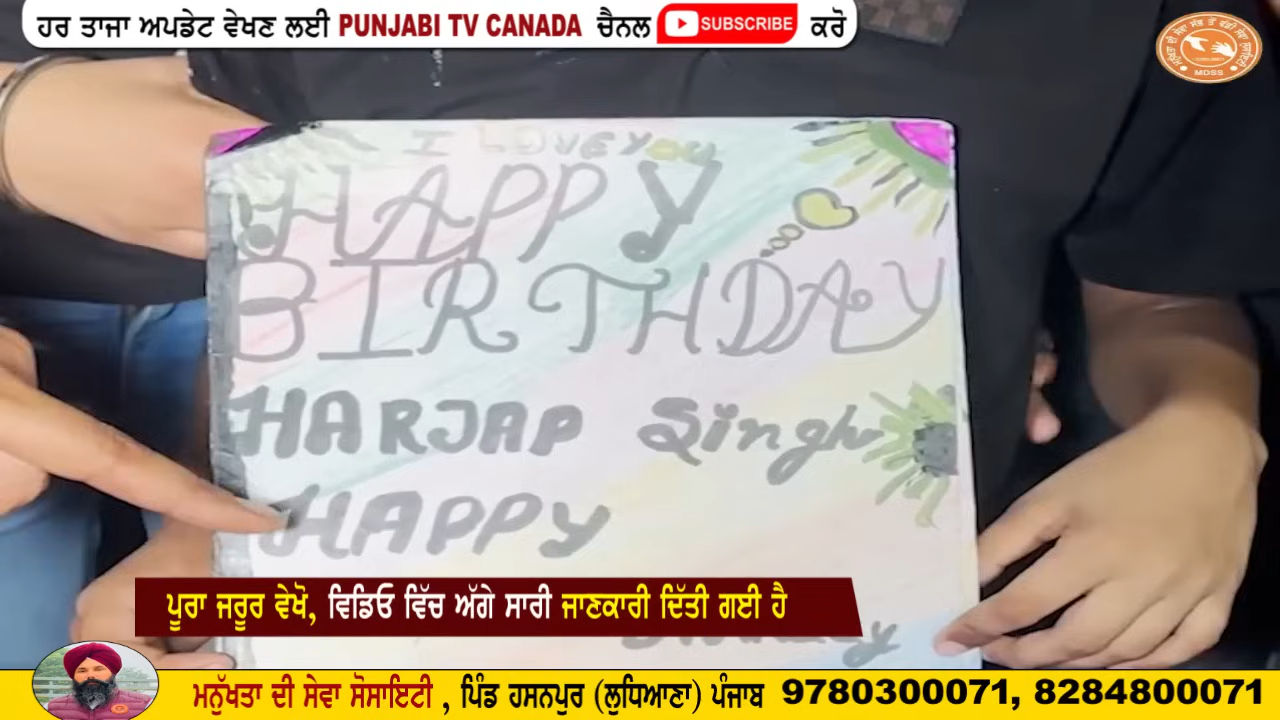 ਹਰ ਤਾਜਾ ਅਪਡੇਟ ਵੇਖਣ ਲਈ PUNJABI TV CANADA ਚੈਨਲ SUBSCRIBE ਕਰੋ
MDSS
I LOVE YOU
HAPPY
BIRTHDAY
HARJAP Singh
HAPPY
ਪੂਰਾ ਜਰੂਰ ਵੇਖੋ, ਵਿਡਿਓ ਵਿੱਚ ਅੱਗੇ ਸਾਰੀ ਜਾਣਕਾਰੀ ਦਿੱਤੀ ਗਈ ਹੈ
ਮਨੁੱਖਤਾ ਦੀ ਸੇਵਾ ਸੋਸਾਇਟੀ , ਪਿੰਡ ਹਸਨਪੁਰ (ਲੁਧਿਆਣਾ) ਪੰਜਾਬ 9780300071, 8284800071